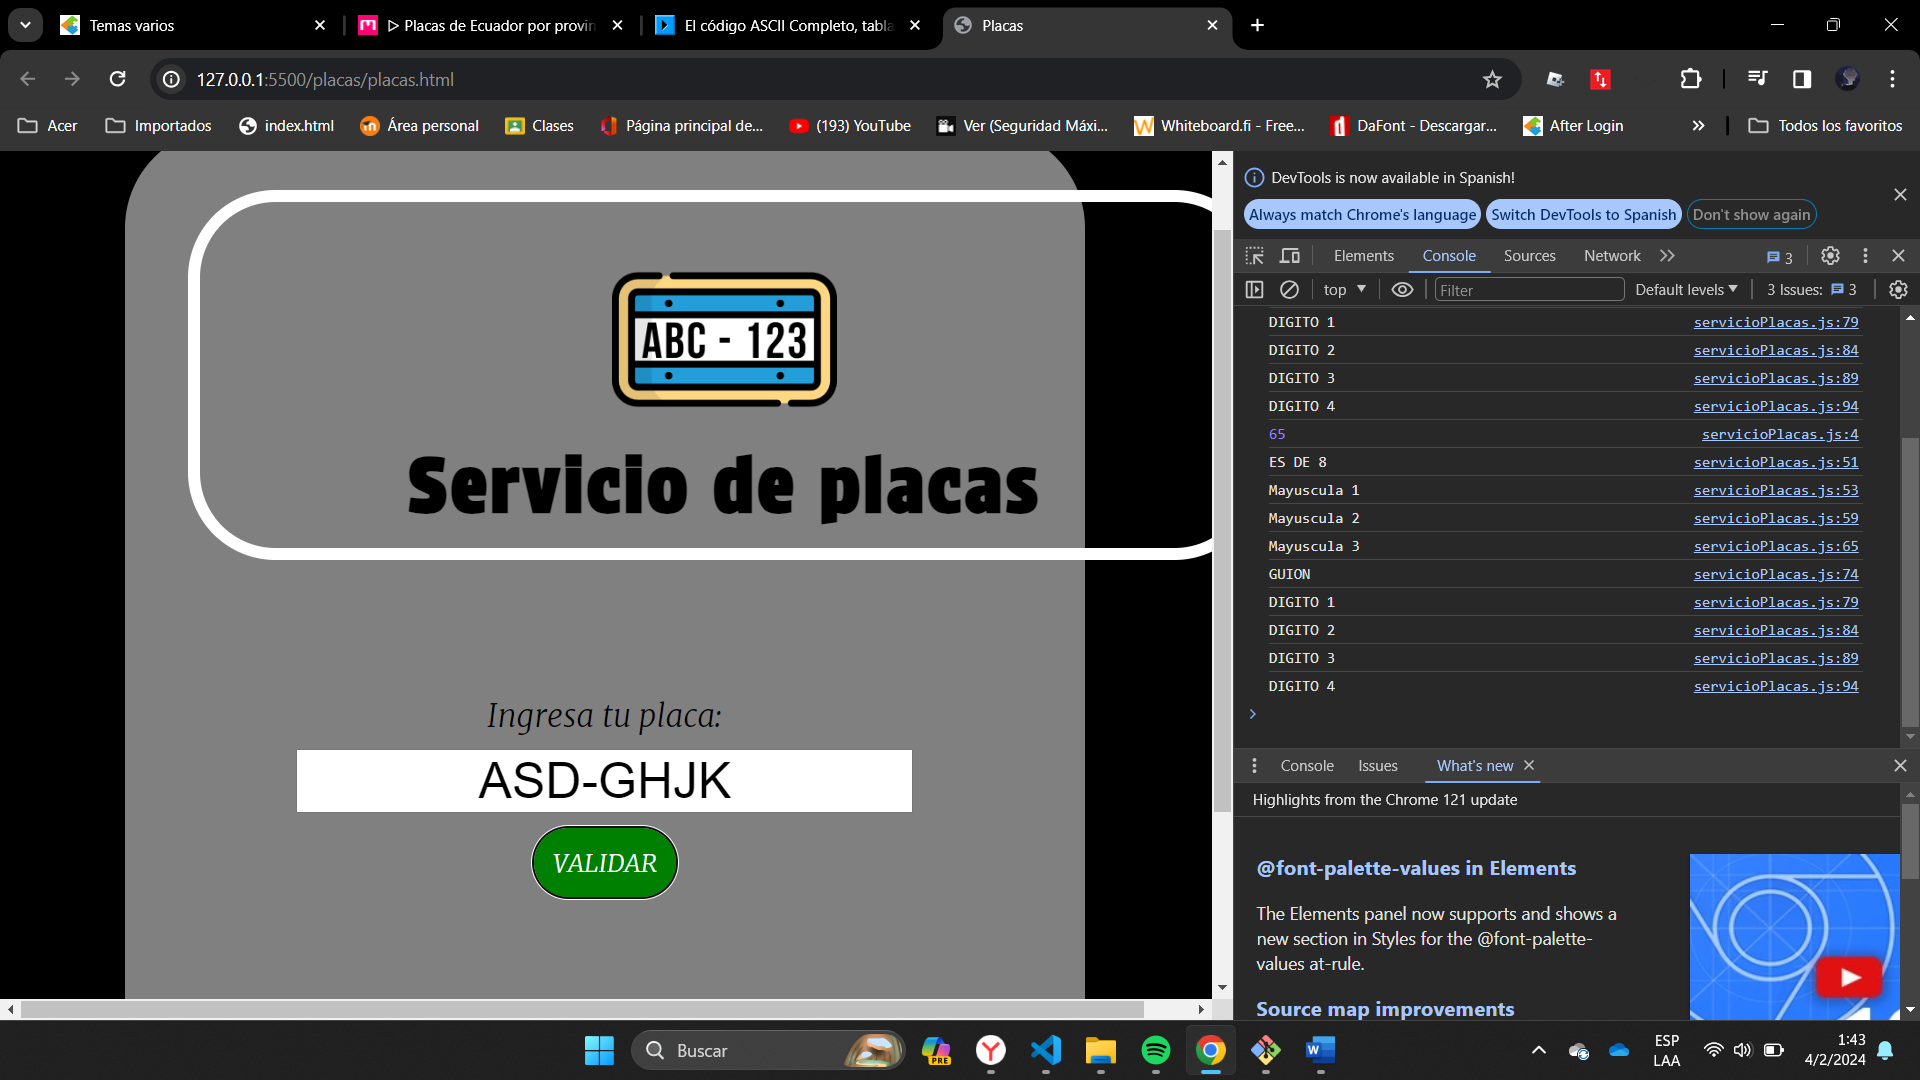 Temas varios
▷ Placas de Ecuador por provin
El código ASCII Completo, tabla
Placas
127.0.0.1:5500/placas/placas.html
Acer
Importados
index.html
Área personal
Clases
Página principal de...
(193) YouTube
Ver (Seguridad Máxi...
Whiteboard.fi - Free...
DaFont - Descargar...
After Login
Todos los favoritos
ABC - 123
Servicio de placas
Ingresa tu placa:
ASD-GHJK
VALIDAR
DevTools is now available in Spanish!
Always match Chrome's language
Switch DevTools to Spanish
Don't show again
Elements
Console
Sources
Network
3
top
Filter
Default levels
3 Issues:
3
DIGITO 1 servicioPlacas.js:79
DIGITO 2 servicioPlacas.js:84
DIGITO 3 servicioPlacas.js:89
DIGITO 4 servicioPlacas.js:94
65 servicioPlacas.js:4
ES DE 8 servicioPlacas.js:51
Mayuscula 1 servicioPlacas.js:53
Mayuscula 2 servicioPlacas.js:59
Mayuscula 3 servicioPlacas.js:65
GUION servicioPlacas.js:74
DIGITO 1 servicioPlacas.js:79
DIGITO 2 servicioPlacas.js:84
DIGITO 3 servicioPlacas.js:89
DIGITO 4 servicioPlacas.js:94
Console
Issues
What's new
Highlights from the Chrome 121 update
@font-palette-values in Elements
The Elements panel now supports and shows a
new section in Styles for the @font-palette-
values at-rule.
Source map improvements
Buscar
PRE
ESP
LAA
1:43
4/2/2024